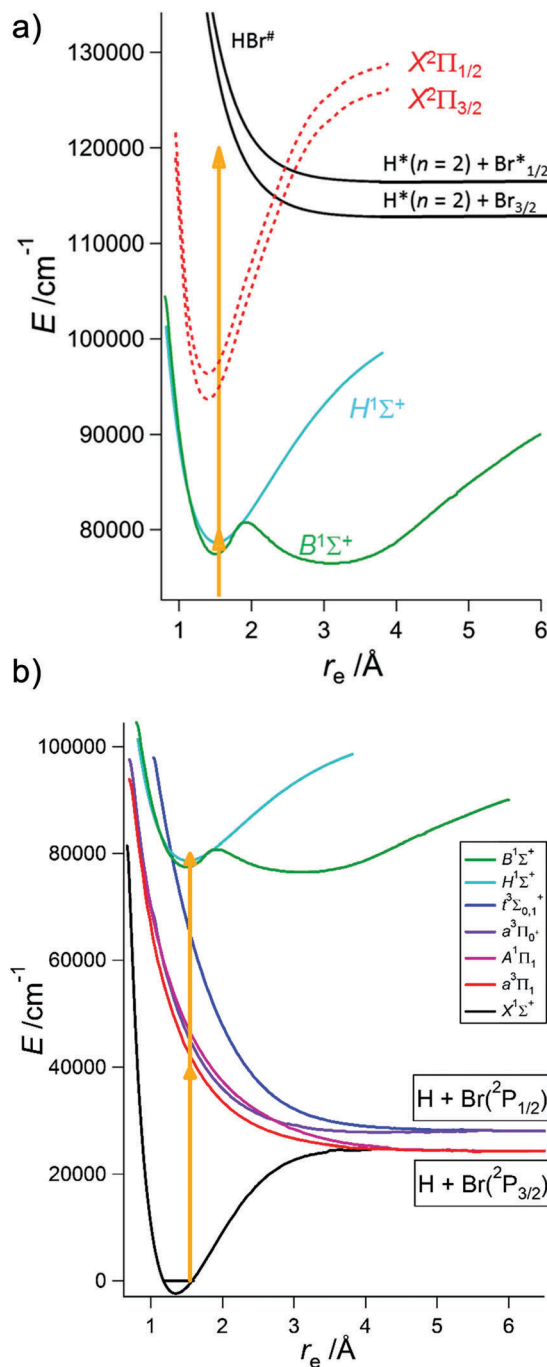 a)
HBr#
X²Π₁/₂
X²Π₃/₂
H*(n = 2) + Br*₁/₂
H*(n = 2) + Br₃/₂
H¹Σ⁺
B¹Σ⁺
E /cm⁻¹
130000
120000
110000
100000
90000
80000
1 2 3 4 5 6
rₑ /Å
b)
E /cm⁻¹
100000
80000
60000
40000
20000
0
B¹Σ⁺
H¹Σ⁺
t³Σ₀,₁⁺
a³Π₀⁺
A¹Π₁
a³Π₁
X¹Σ⁺
H + Br(²P₁/₂)
H + Br(²P₃/₂)
1 2 3 4 5 6
rₑ /Å